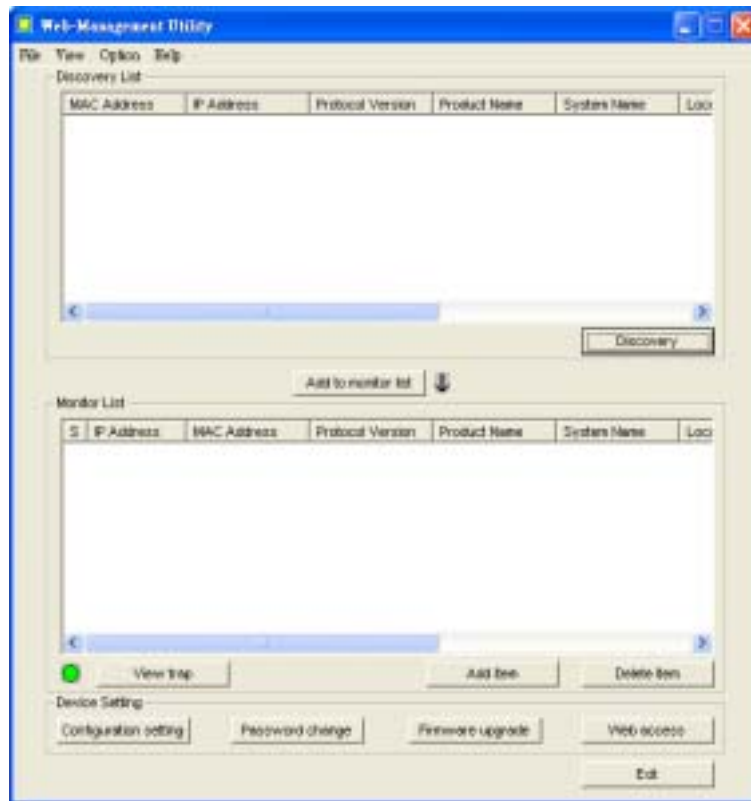 Web-Management Utility
File View Option Help
Discovery List
MAC Address IP Address Protocol Version Product Name System Name Loca
Discovery
Add to monitor list
Monitor List
S IP Address MAC Address Protocol Version Product Name System Name Loca
View trap Add item Delete item
Device Setting
Configuration setting Password change Firmware upgrade Web access
Exit